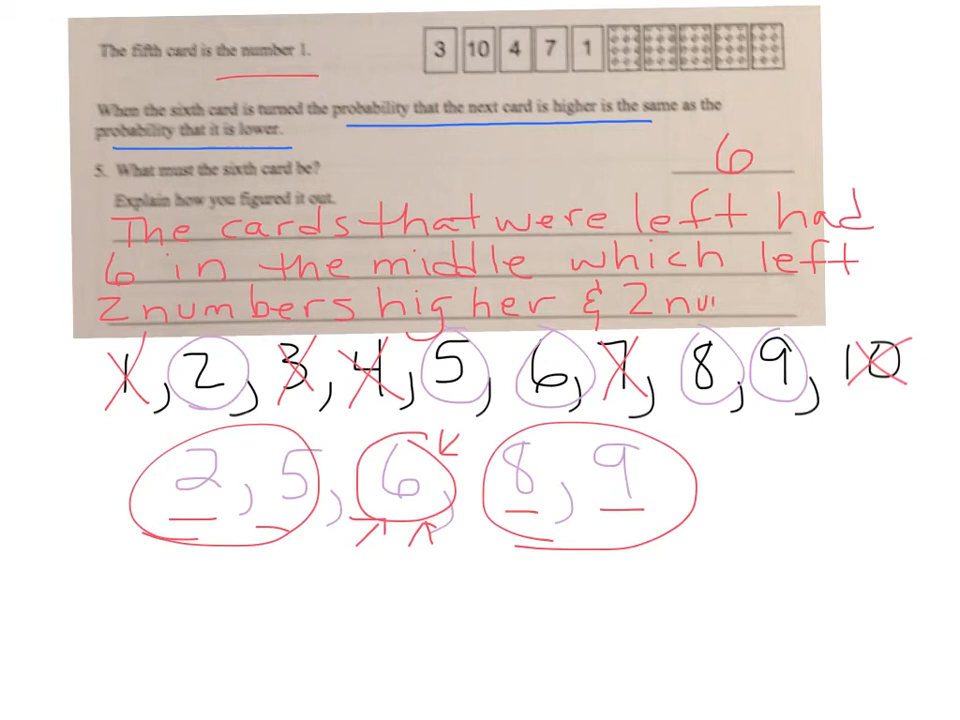 The fifth card is the number 1.
3 10 4 7 1
When the sixth card is turned the probability that the next card is higher is the same as the
probability that it is lower.
5. What must the sixth card be?
6
Explain how you figured it out.
The cards that were left had
6 in the middle which left
2 numbers higher & 2 nu
1, 2, 3, 4, 5, 6, 7, 8, 9, 10
2, 5, 6, 8, 9